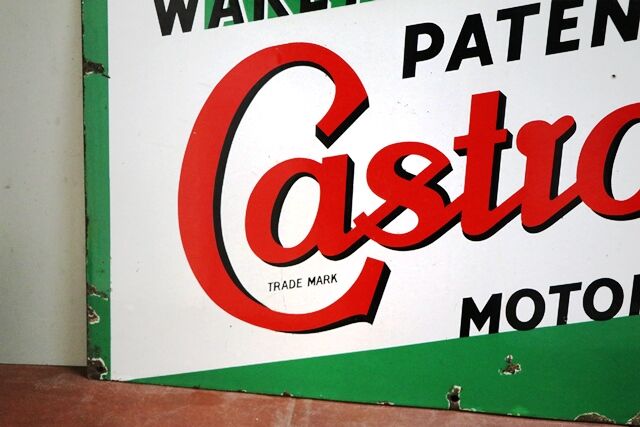 PATEN
Castro
TRADE MARK
MOTO